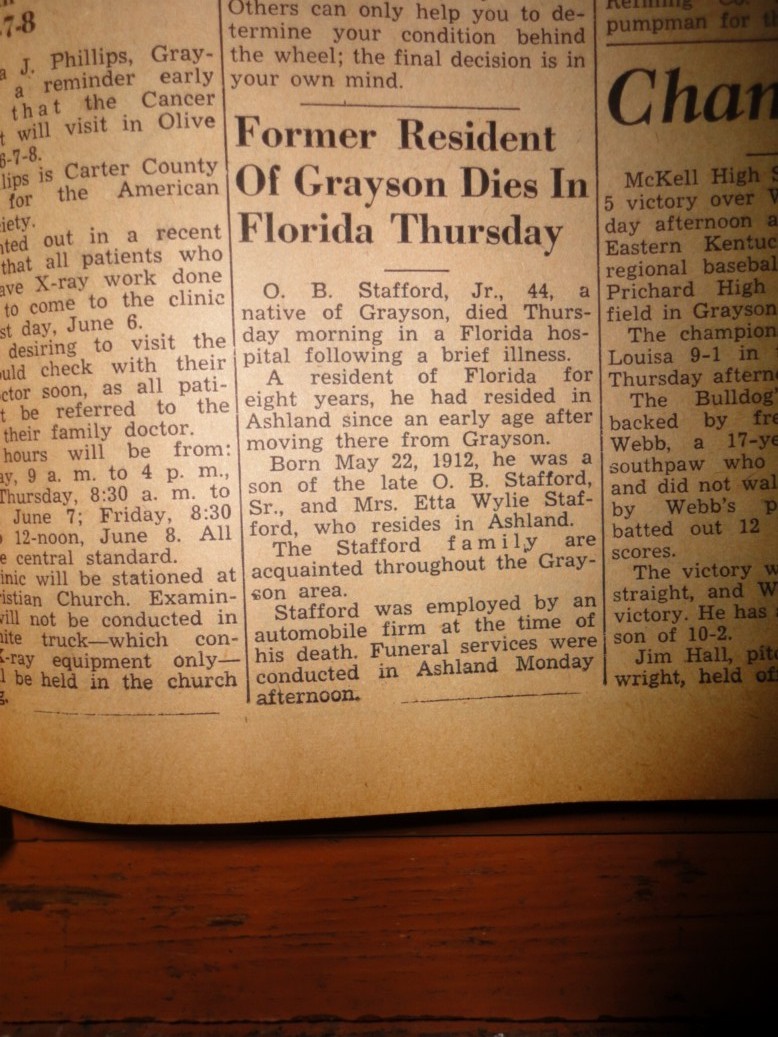 7-8
J. Phillips, Gray-
a reminder early
that the Cancer
will visit in Olive
6-7-8.
lips is Carter County
for the American
iety.
nted out in a recent
that all patients who
ave X-ray work done
to come to the clinic
st day, June 6.
desiring to visit the
ould check with their
ctor soon, as all pati-
t be referred to the
their family doctor.
hours will be from:
ay, 9 a. m. to 4 p. m.,
Thursday, 8:30 a. m. to
June 7; Friday, 8:30
12-noon, June 8. All
e central standard.
inic will be stationed at
ristian Church. Examin-
will not be conducted in
hite truck—which con-
X-ray equipment only—
l be held in the church
g.
Others can only help you to de-
termine your condition behind
the wheel; the final decision is in
your own mind.
Former Resident
Of Grayson Dies In
Florida Thursday
O. B. Stafford, Jr., 44, a
native of Grayson, died Thurs-
day morning in a Florida hos-
pital following a brief illness.
A resident of Florida for
eight years, he had resided in
Ashland since an early age after
moving there from Grayson.
Born May 22, 1912, he was a
son of the late O. B. Stafford,
Sr., and Mrs. Etta Wylie Staf-
ford, who resides in Ashland.
The Stafford family are
acquainted throughout the Gray-
son area.
Stafford was employed by an
automobile firm at the time of
his death. Funeral services were
conducted in Ashland Monday
afternoon.
Refining Co.
pumpman for th
Chan
McKell High S
5 victory over W
day afternoon a
Eastern Kentuc
regional basebal
Prichard High
field in Grayson
The champion
Louisa 9-1 in
Thursday aftern
The Bulldog'
backed by fre
Webb, a 17-ye
southpaw who
and did not wal
by Webb's p
batted out 12
scores.
The victory w
straight, and W
victory. He has
son of 10-2.
Jim Hall, pitc
wright, held of